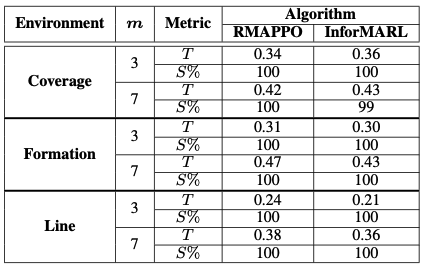 Environment m Metric Algorithm
RMAPPO InforMARL
Coverage 3 T 0.34 0.36
S% 100 100
7 T 0.42 0.43
S% 100 99
Formation 3 T 0.31 0.30
S% 100 100
7 T 0.47 0.43
S% 100 100
Line 3 T 0.24 0.21
S% 100 100
7 T 0.38 0.36
S% 100 100